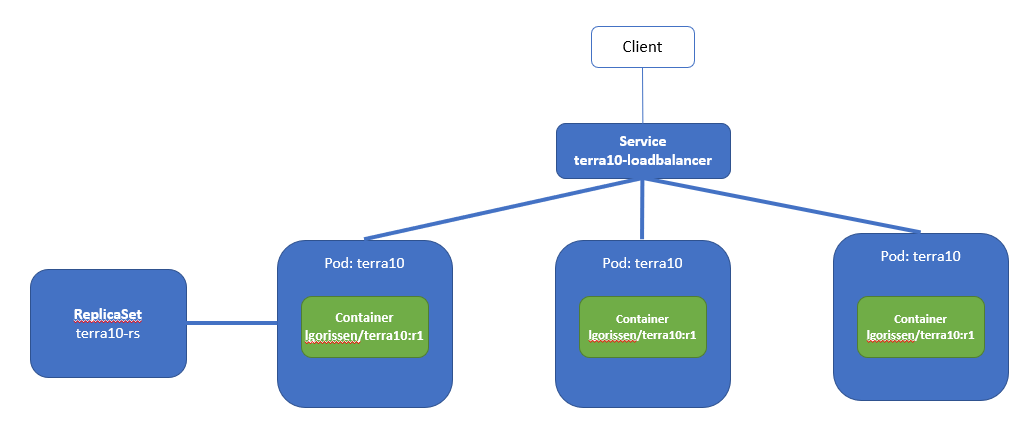 Client
Service
terra10-loadbalancer
Pod: terra10
Container
lgorissen/terra10:r1
Pod: terra10
Container
lgorissen/terra10:r1
Pod: terra10
Container
lgorissen/terra10:r1
ReplicaSet
terra10-rs